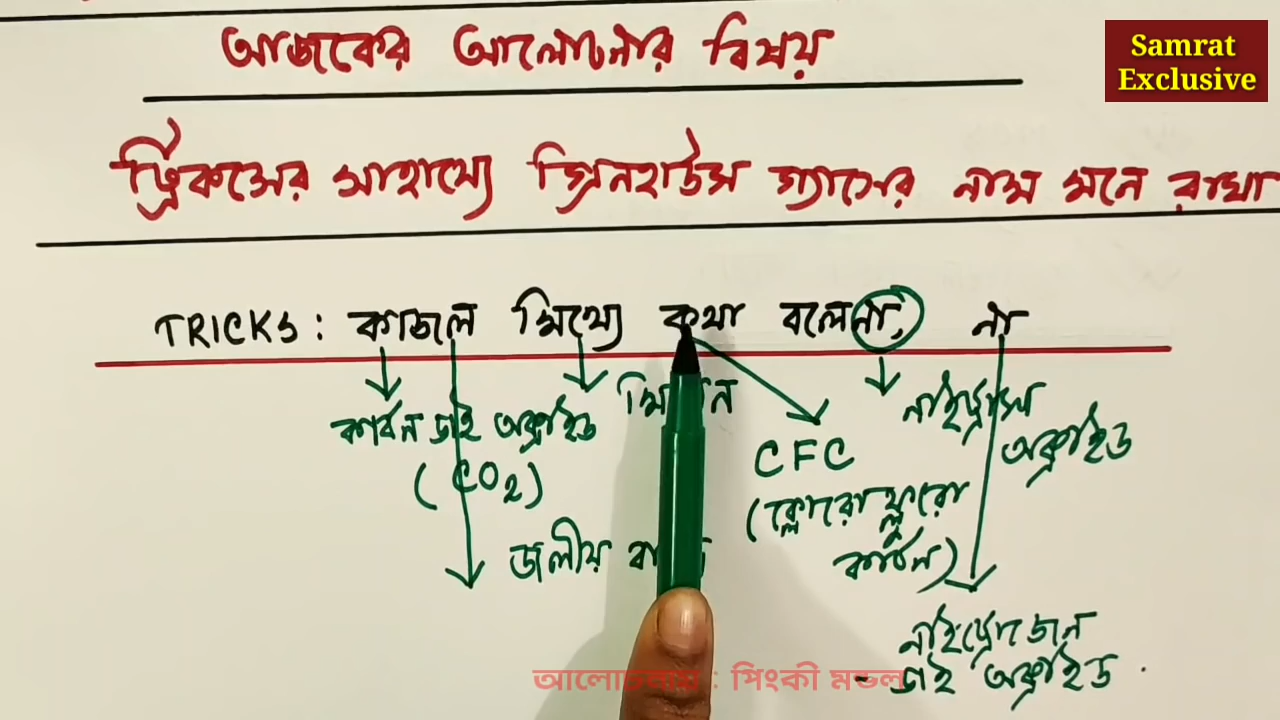 আজকের আলোচনার বিষয়
Samrat
Exclusive
ট্রিকসের সাহায্যে গ্রিনহাউস গ্যাসের নাম মনে রাখা
TRICKS: কাজল মিথ্যে কথা বলেনা, না
কার্বন ডাই অক্সাইড
(CO₂)
জলীয়
CFC
(ক্লোরোফ্লুরো
কার্বন)
নাইট্রাস
অক্সাইড
নাইট্রোজেন
- ডাই অক্সাইড
আলোচনায় : পিংকী মন্ডল